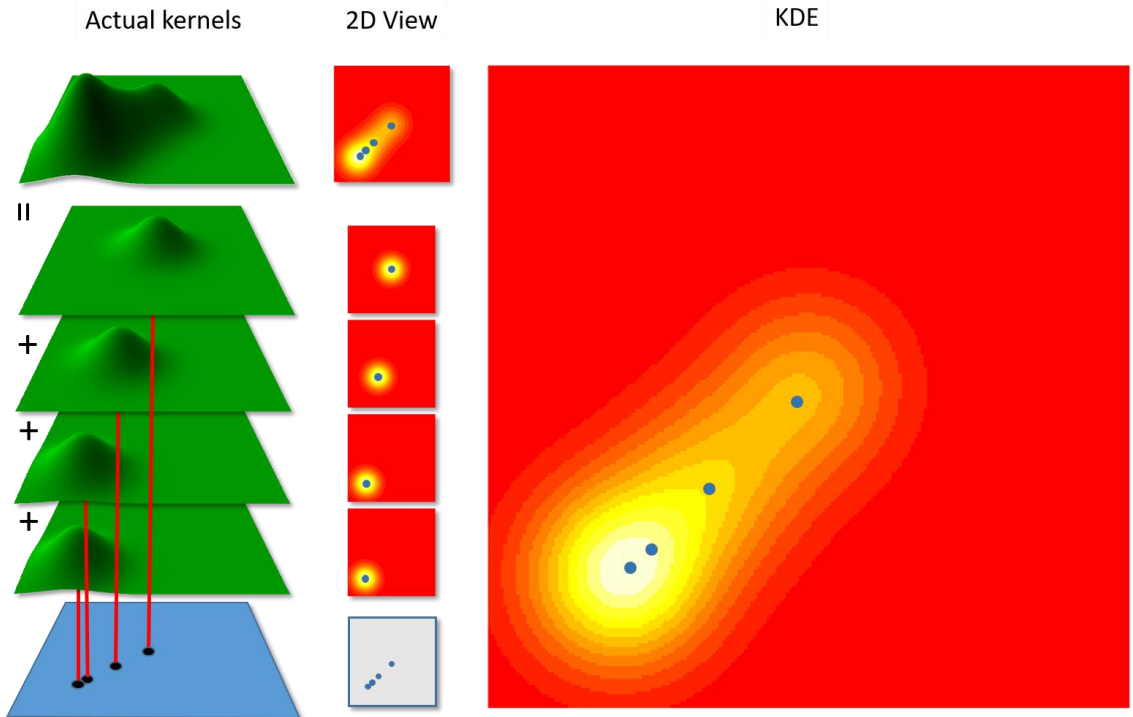 Actual kernels
2D View
KDE
=
+
+
+